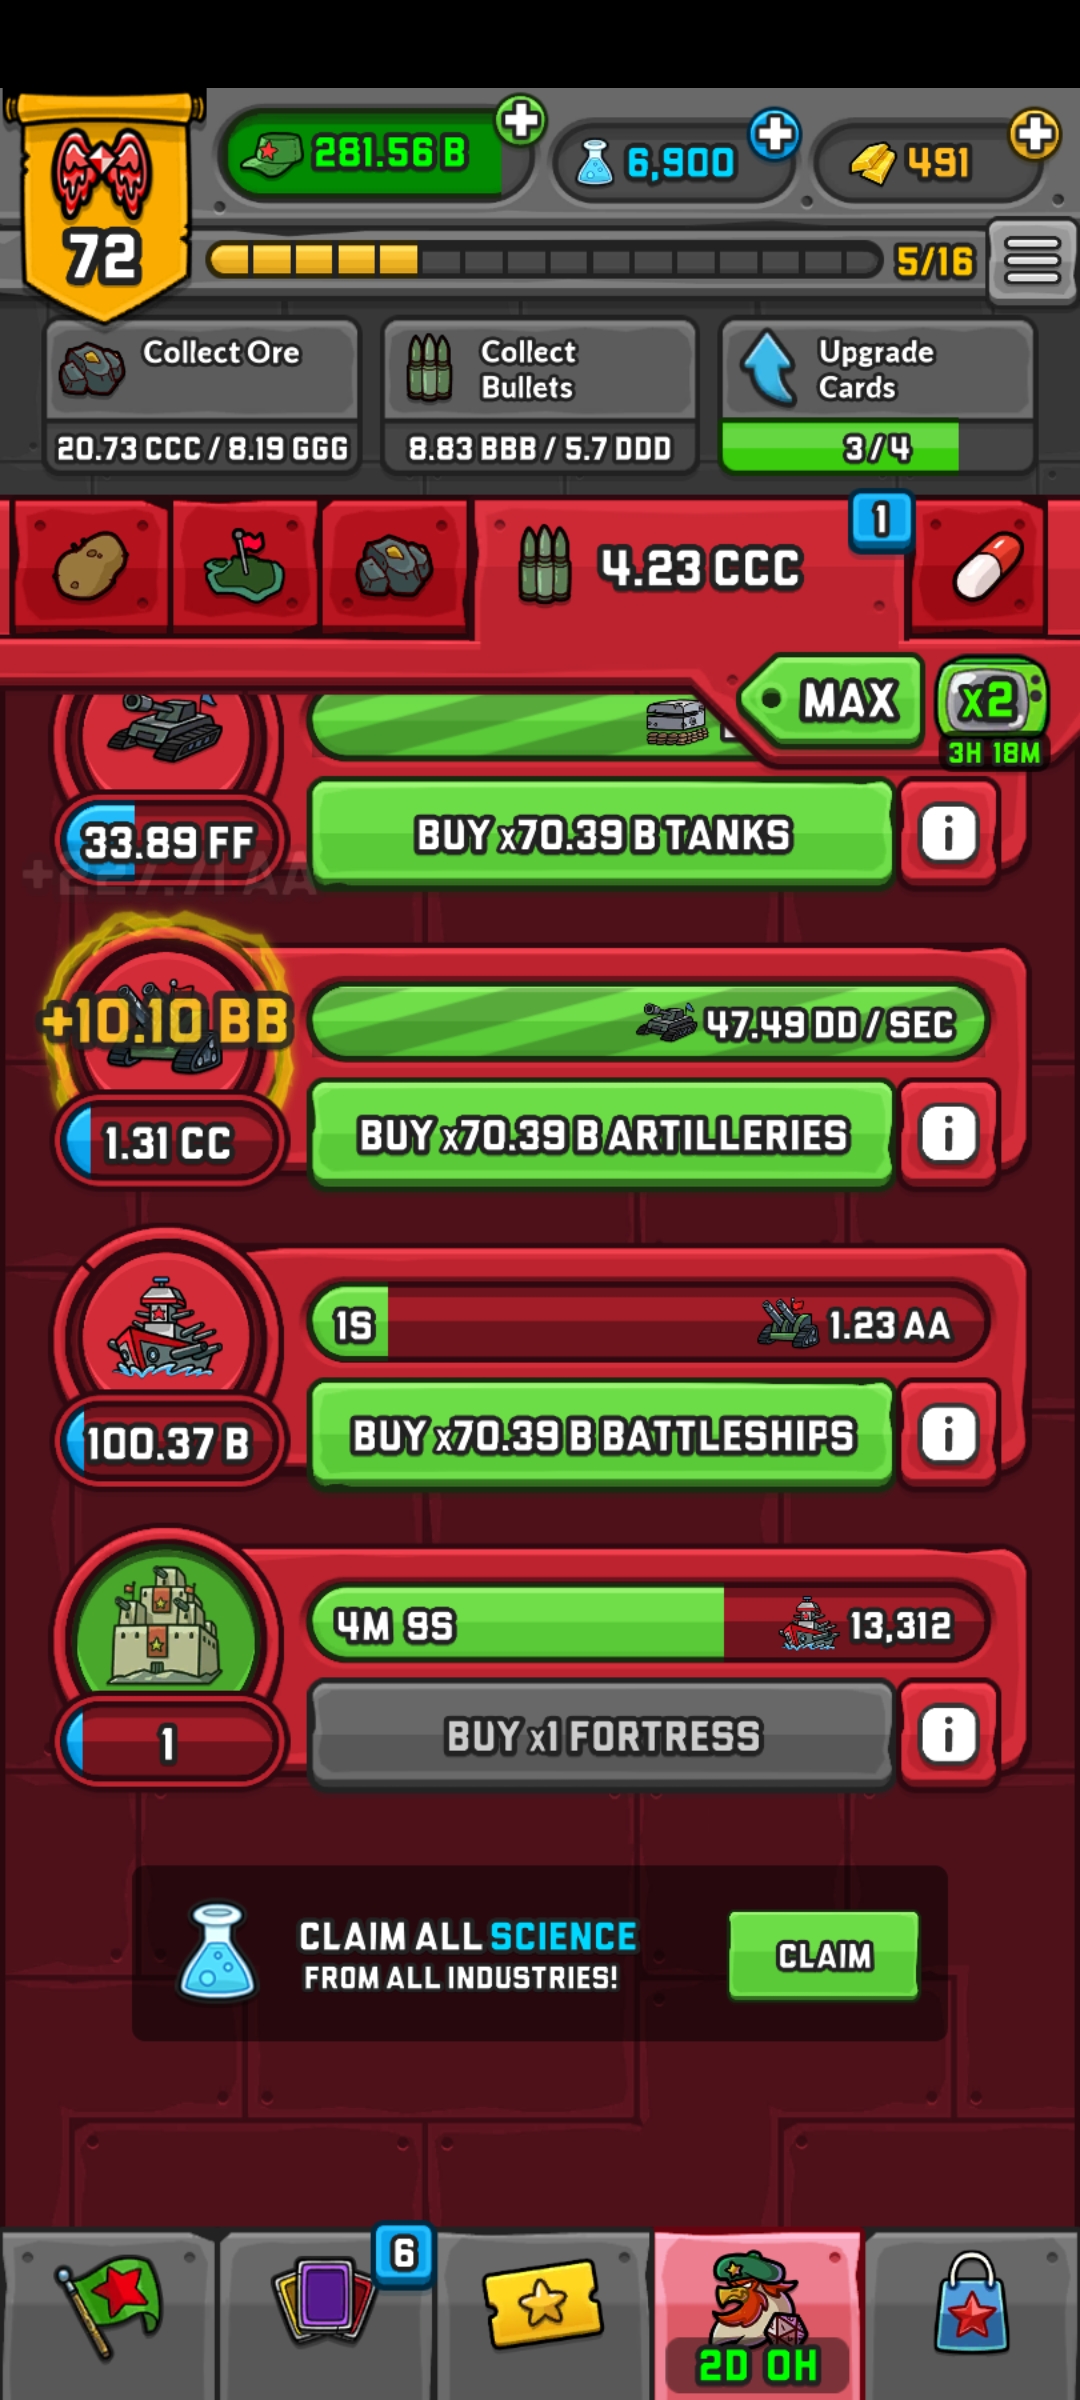 281.56 B
6,900
491
72
5/16
Collect Ore
20.73 CCC / 8.19 GGG
Collect
Bullets
8.83 BBB / 5.7 DDD
Upgrade
Cards
3/4
4.23 CCC
1
MAX
x2
3H 18M
33.89 FF
BUY x70.39 B TANKS
i
+10.10 BB
47.49 DD / SEC
1.31 CC
BUY x70.39 B ARTILLERIES
i
1S
1.23 AA
100.37 B
BUY x70.39 B BATTLESHIPS
i
4M 9S
13,312
1
BUY x1 FORTRESS
i
CLAIM ALL SCIENCE
FROM ALL INDUSTRIES!
CLAIM
6
2D 0H